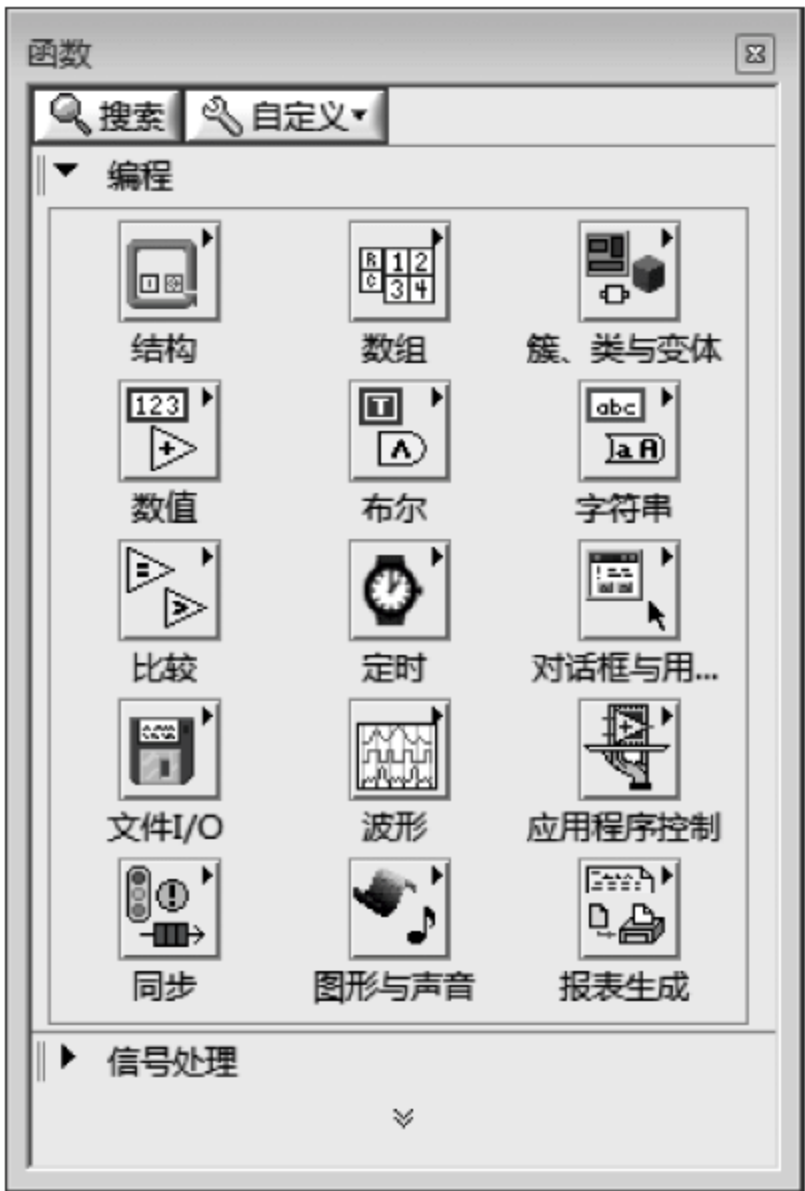 函数
搜索 自定义
编程
结构 数组 簇、类与变体
数值 布尔 字符串
比较 定时 对话框与用...
文件I/O 波形 应用程序控制
同步 图形与声音 报表生成
信号处理